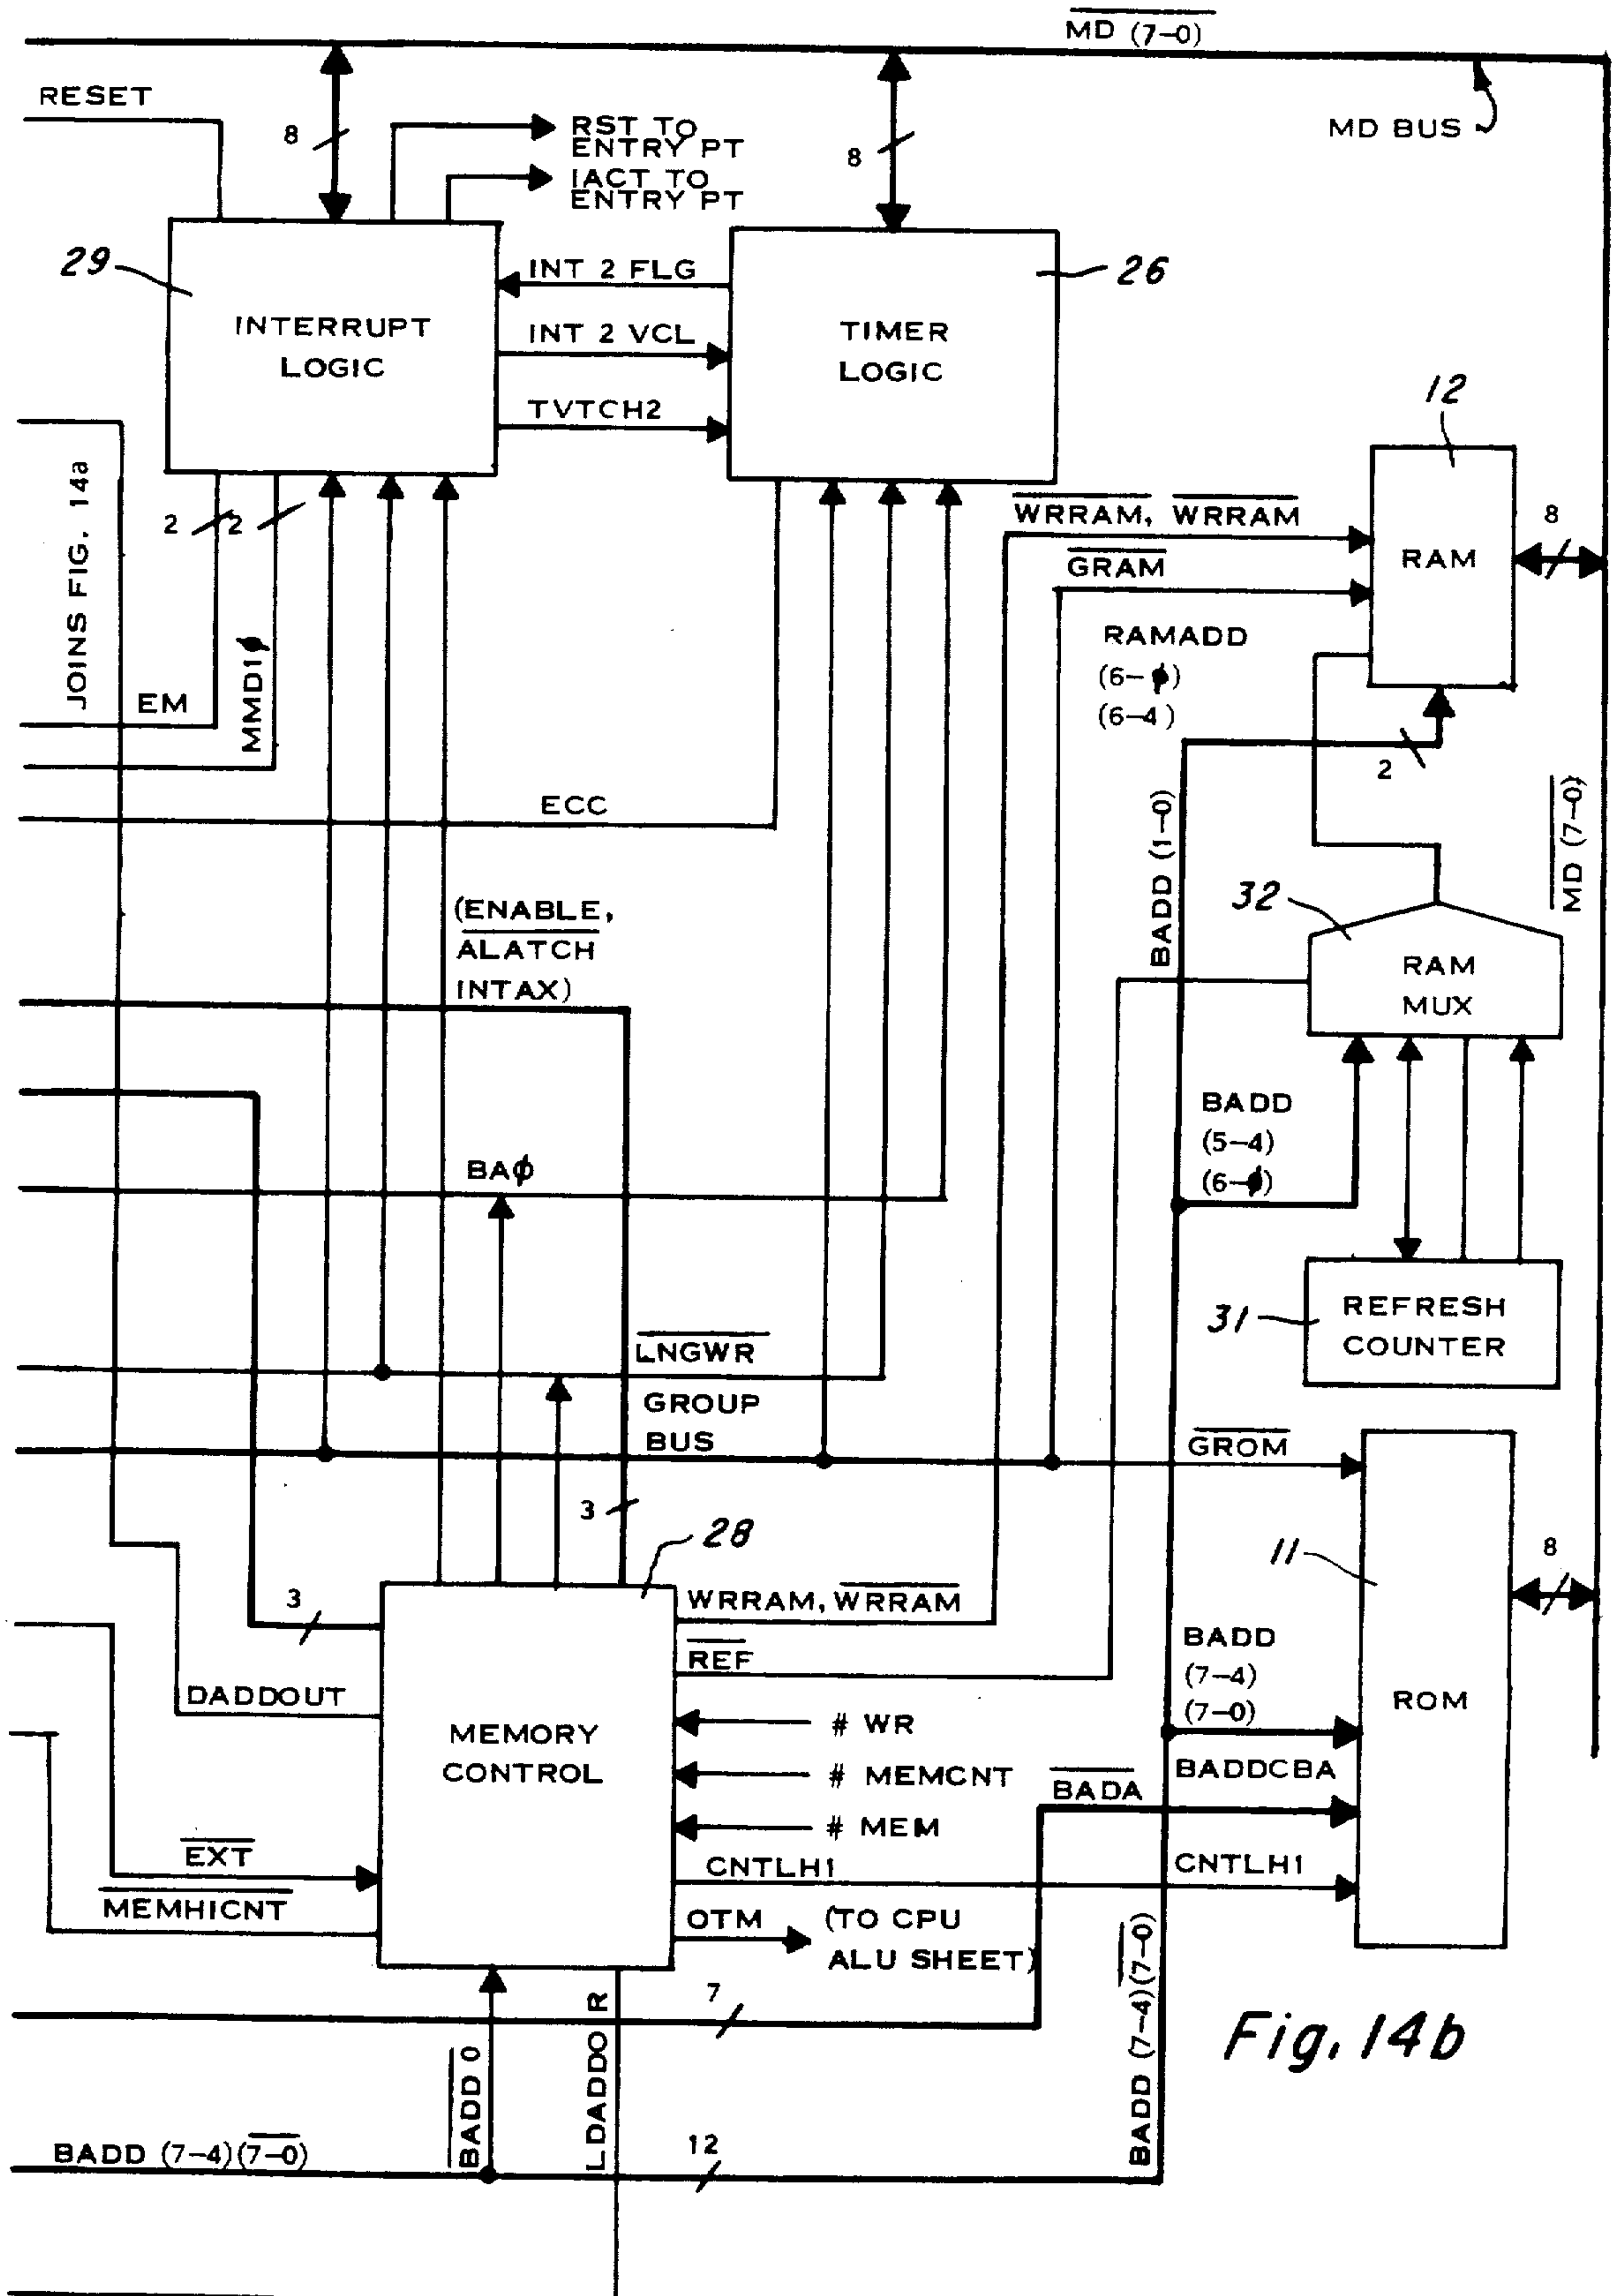 MD (7-0)
RESET
8
RST TO
ENTRY PT
IACT TO
ENTRY PT
8
MD BUS
29
INT 2 FLG
26
INTERRUPT
LOGIC
INT 2 VCL
TIMER
LOGIC
TVTCH2
12
JOINS FIG. 14a
2
2
WRRAM, WRRAM
8
RAM
GRAM
RAMADD
(6-ϕ)
(6-4)
EM
MMD1ϕ
2
ECC
BADD (1-0)
MD (7-0)
(ENABLE,
ALATCH
INTAX)
32
RAM
MUX
BADD
(5-4)
(6-ϕ)
BAϕ
31
REFRESH
COUNTER
LNGWR
GROUP
BUS
GROM
3
28
11
8
3
WRRAM, WRRAM
REF
BADD
(7-4)
(7-0)
DADDOUT
MEMORY
CONTROL
# WR
ROM
# MEMCNT
BADA
BADDCBA
# MEM
EXT
CNTLH1
CNTLH1
MEMHICNT
OTM
(TO CPU
ALU SHEET)
7
BADD 0
LDADDO R
BADD (7-4)(7-0)
Fig. 14b
BADD (7-4)(7-0)
12